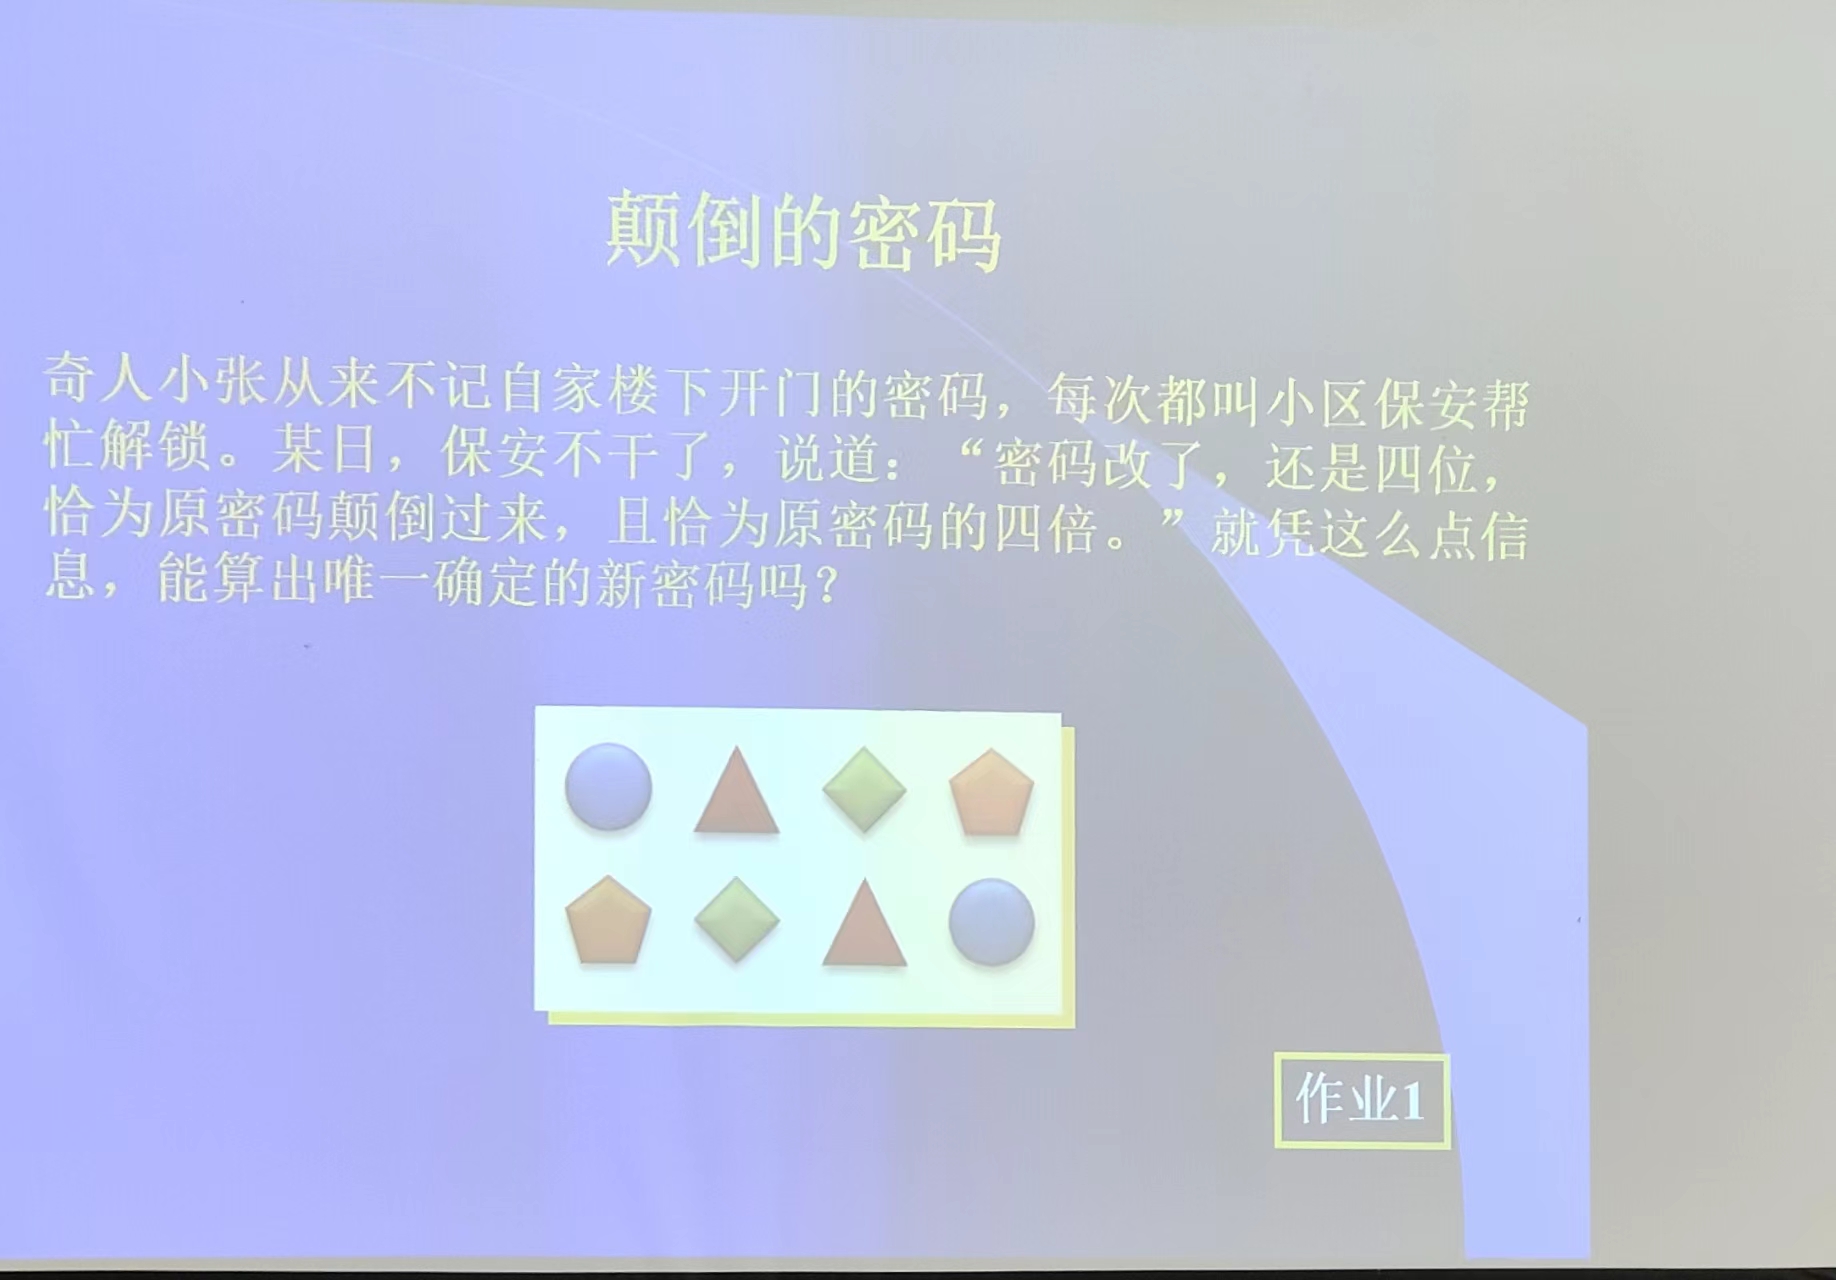 颠倒的密码
奇人小张从来不记自家楼下开门的密码，每次都叫小区保安帮
忙解锁。某日，保安不干了，说道：“密码改了，还是四位，
恰为原密码颠倒过来，且恰为原密码的四倍。”就凭这么点信
息，能算出唯一确定的新密码吗？
作业1